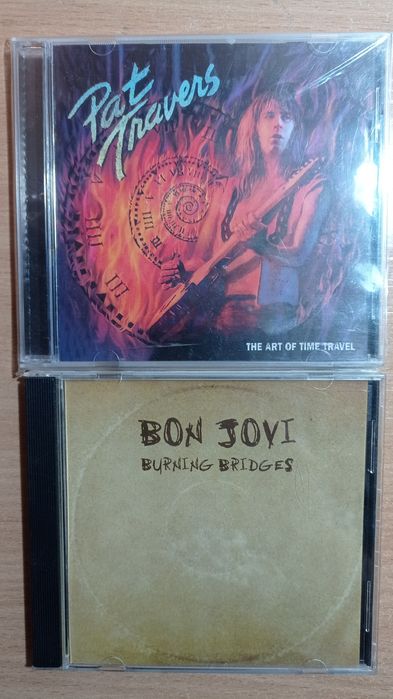 Pat
Travers
THE ART OF TIME TRAVEL
BON JOVI
BURNING BRIDGES